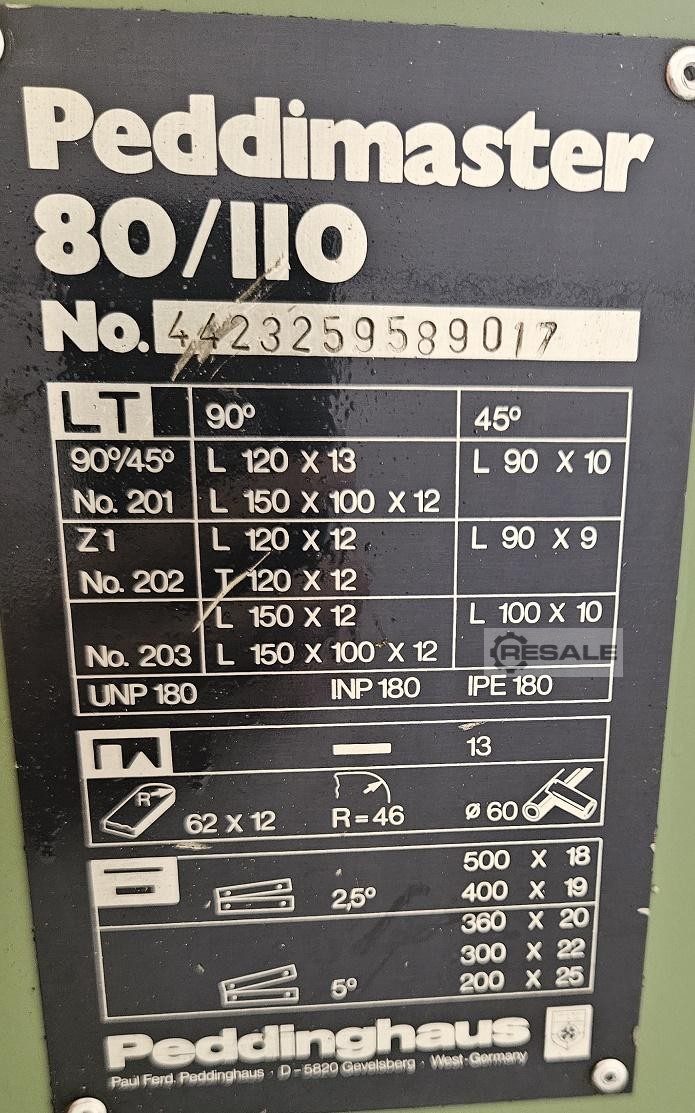 Peddimaster
80/110
No. 4423259589017
LT 90° 45°
90°/45° L 120 X 13 L 90 X 10
No. 201 L 150 X 100 X 12
Z1 L 120 X 12 L 90 X 9
No. 202 T 120 X 12
L 150 X 12 L 100 X 10
No. 203 L 150 X 100 X 12
RESALE
UNP 180 INP 180 IPE 180
13
R 62 X 12 R = 46 ø 60
500 X 18
2,5° 400 X 19
360 X 20
300 X 22
5° 200 X 25
Peddinghaus
Paul Ferd. Peddinghaus · D - 5820 Gevelsberg · West-Germany